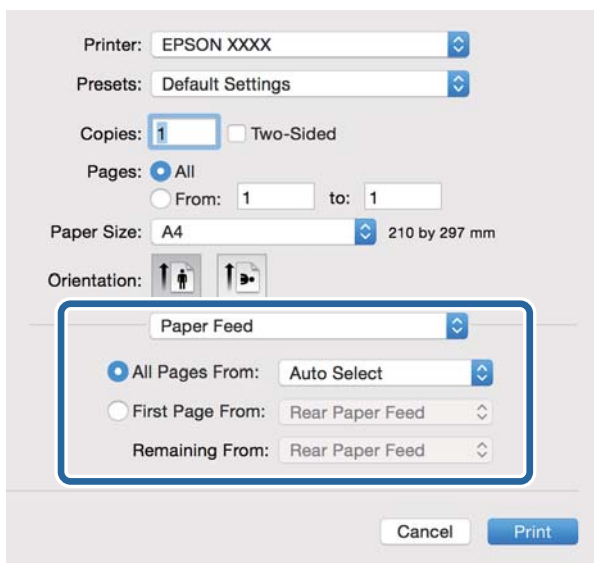 Printer: EPSON XXXX
Presets: Default Settings
Copies: 1 Two-Sided
Pages: All
From: 1 to: 1
Paper Size: A4 210 by 297 mm
Orientation:
Paper Feed
All Pages From: Auto Select
First Page From: Rear Paper Feed
Remaining From: Rear Paper Feed
Cancel Print